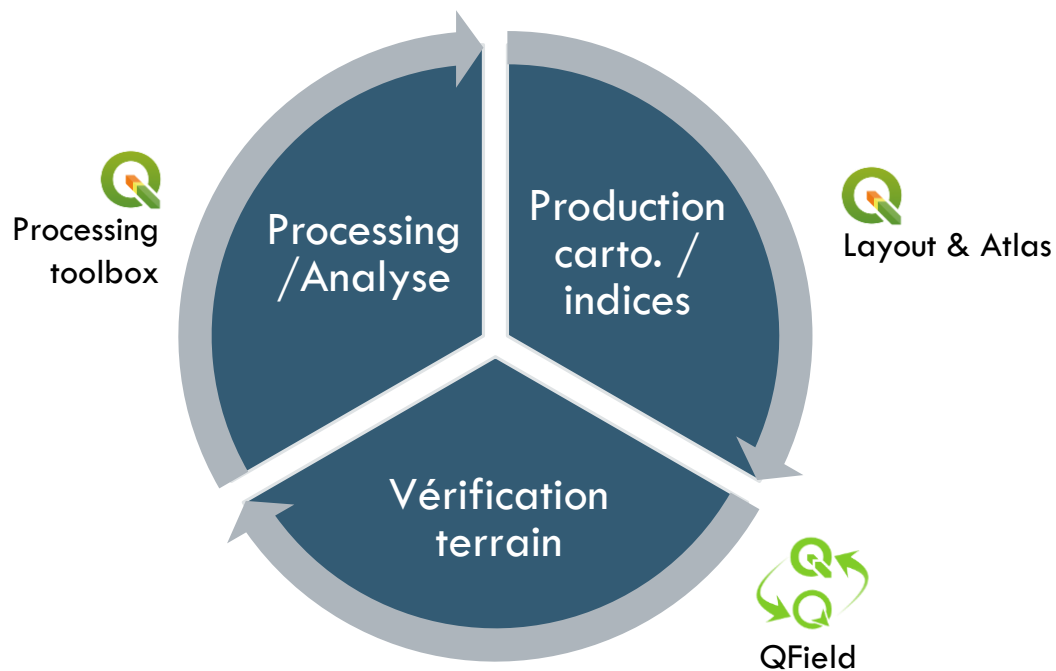 Processing
toolbox
Processing
/Analyse
Production
carto. /
indices
Layout & Atlas
Vérification
terrain
QField